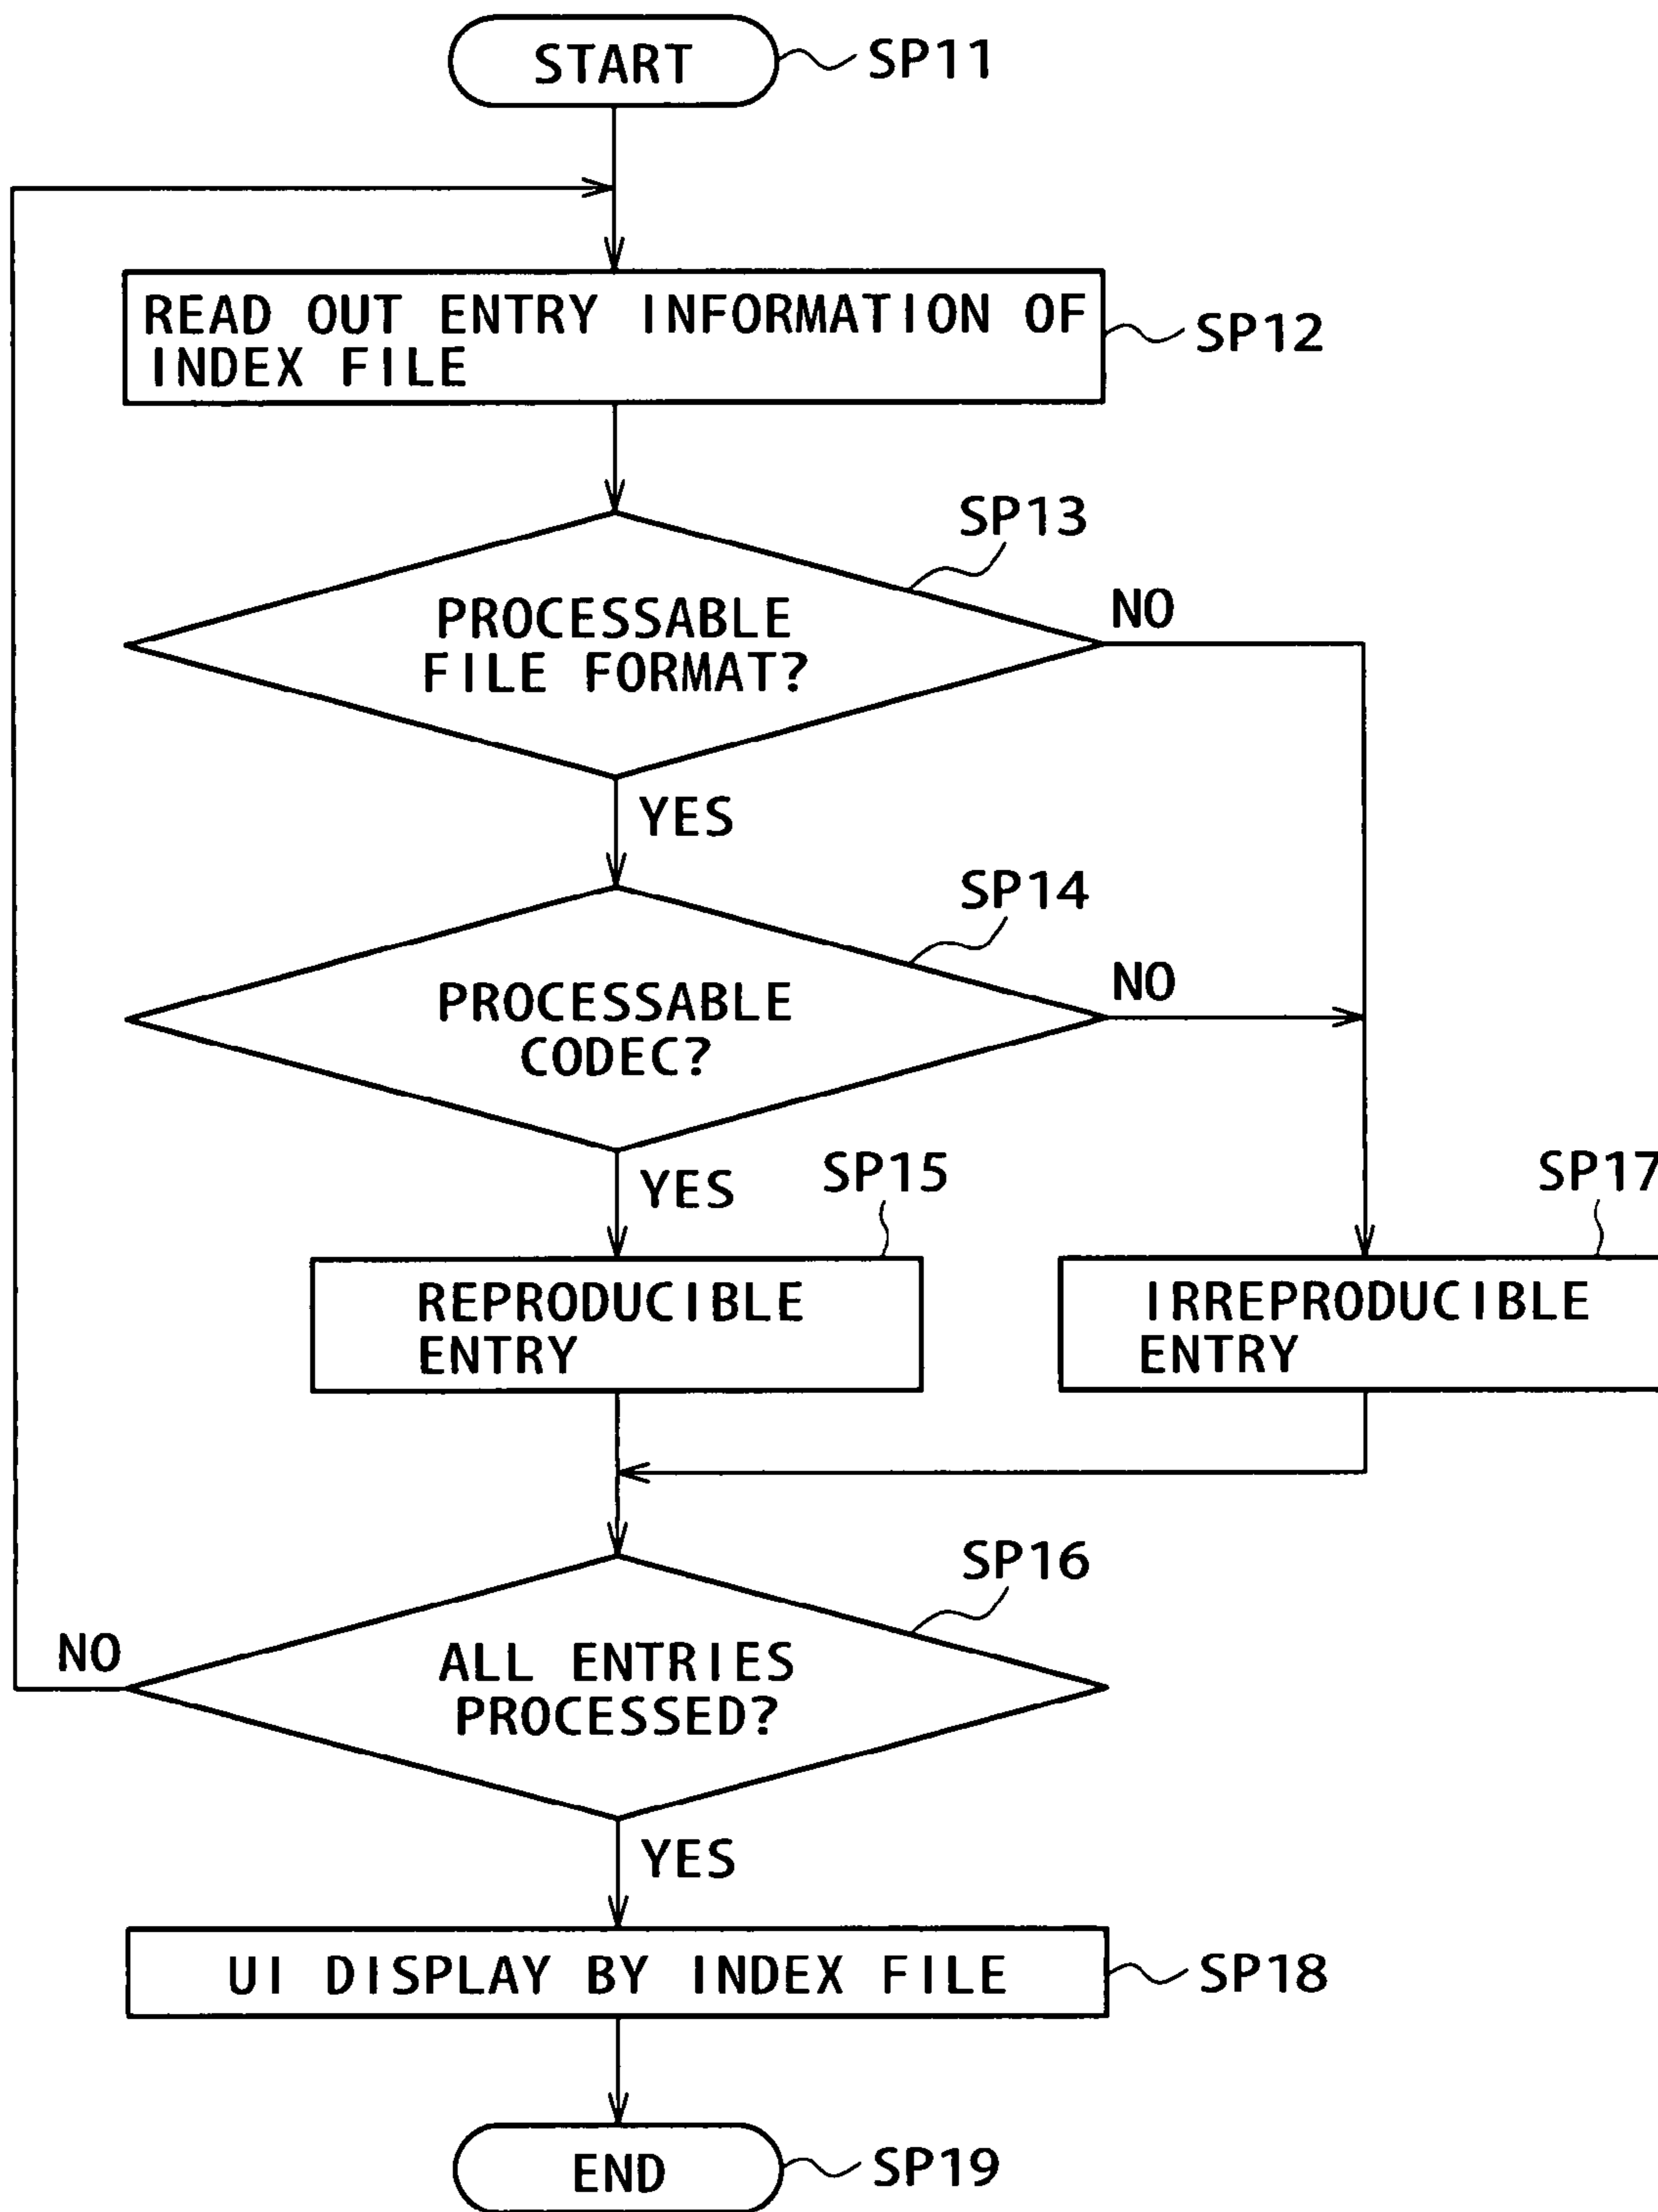 START
SP11
READ OUT ENTRY INFORMATION OF
INDEX FILE
SP12
SP13
PROCESSABLE
FILE FORMAT?
NO
YES
SP14
PROCESSABLE
CODEC?
NO
YES
SP15
SP17
REPRODUCIBLE
ENTRY
IRREPRODUCIBLE
ENTRY
SP16
ALL ENTRIES
PROCESSED?
NO
YES
UI DISPLAY BY INDEX FILE
SP18
END
SP19